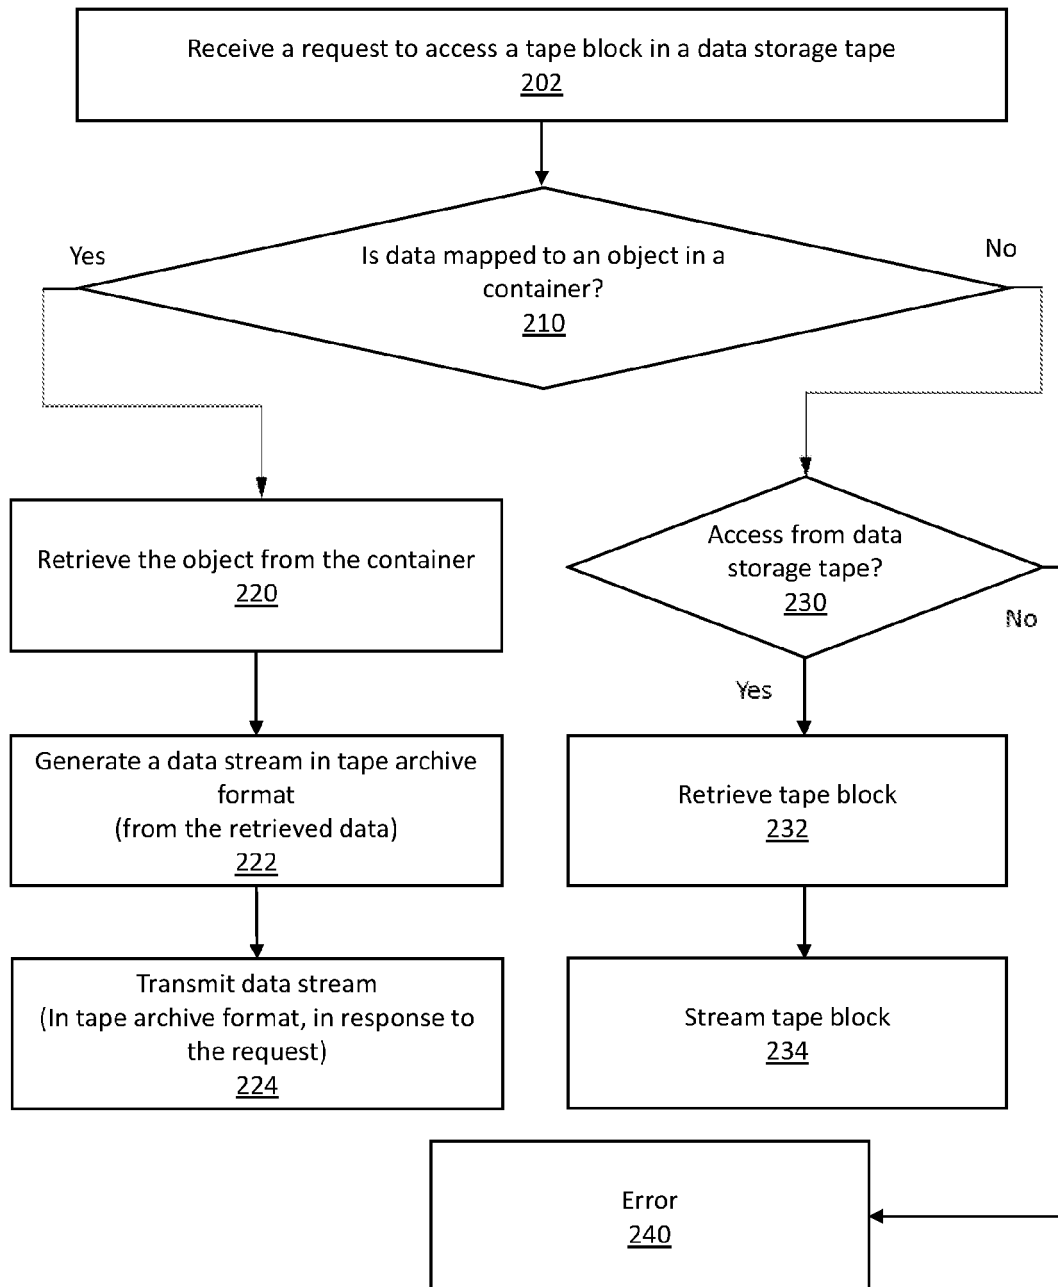 Receive a request to access a tape block in a data storage tape
202
Yes
No
Is data mapped to an object in a
container?
210
Retrieve the object from the container
220
Access from data
storage tape?
230
No
Yes
Generate a data stream in tape archive
format
(from the retrieved data)
222
Retrieve tape block
232
Transmit data stream
(In tape archive format, in response to
the request)
224
Stream tape block
234
Error
240